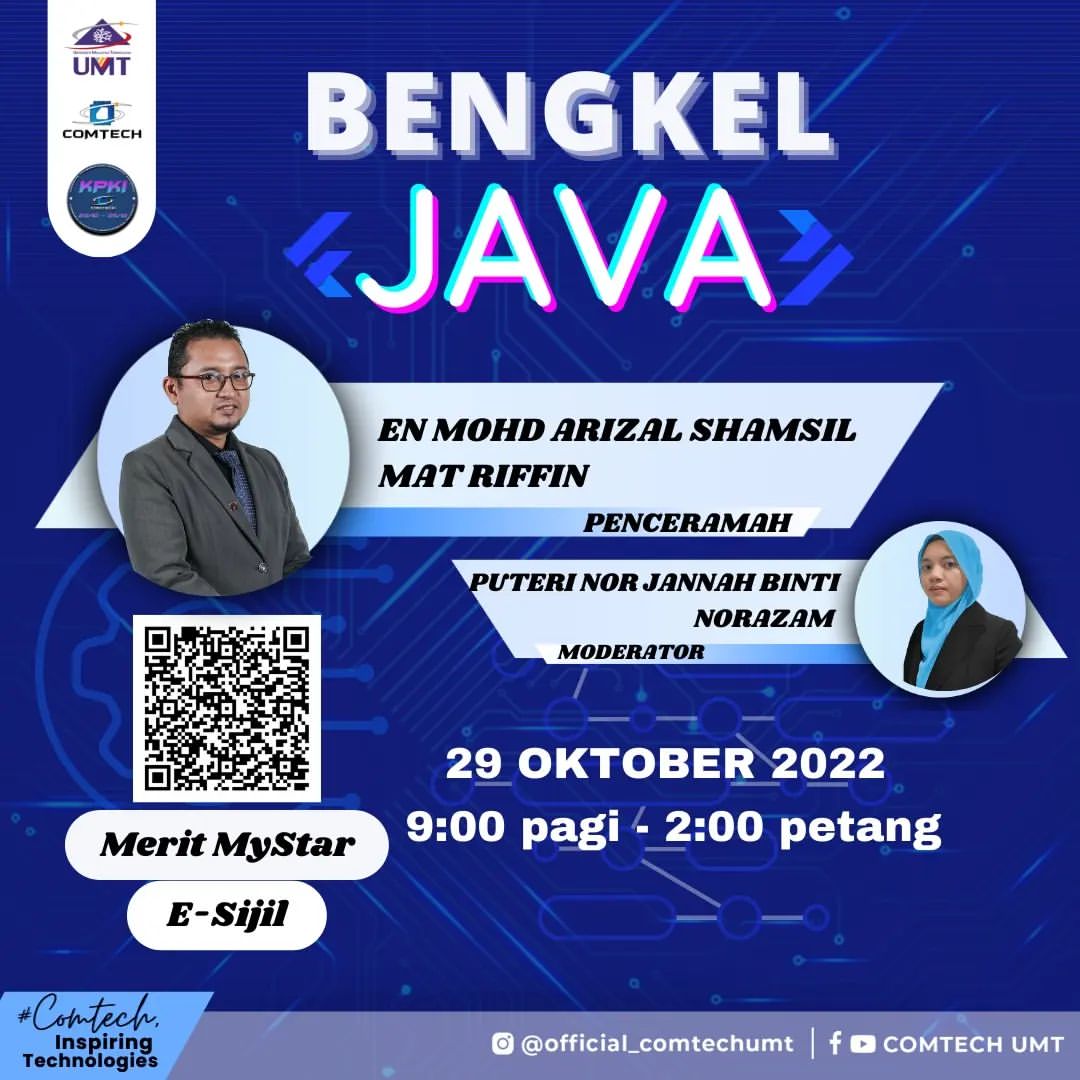 UMT
COMTECH
KPKI
COMTECH
BENGKEL
JAVA
EN MOHD ARIZAL SHAMSIL
MAT RIFFIN
PENCERAMAH
PUTERI NOR JANNAH BINTI
NORAZAM
MODERATOR
29 OKTOBER 2022
9:00 pagi - 2:00 petang
Merit MyStar
E-Sijil
#Comtech,
Inspiring
Technologies
@official_comtechumt
COMTECH UMT